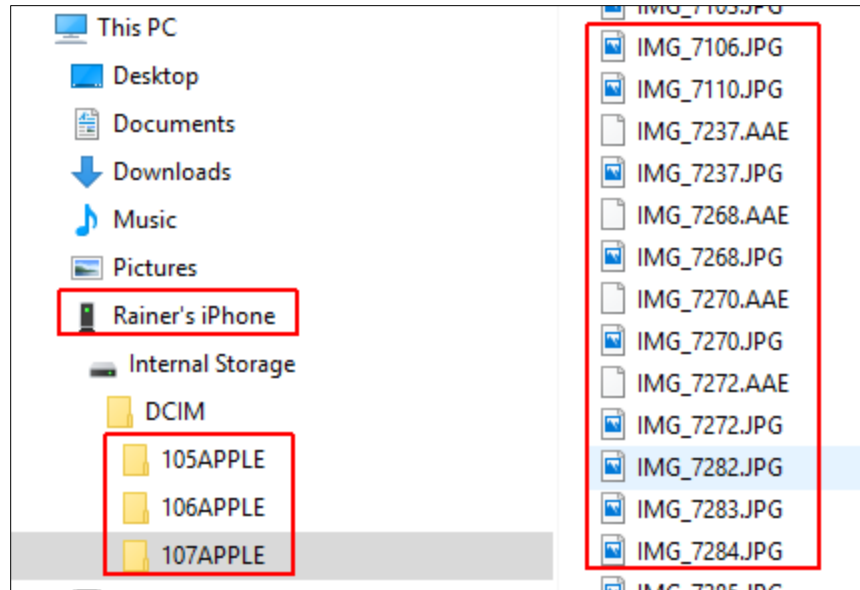 This PC
Desktop
Documents
Downloads
Music
Pictures
Rainer's iPhone
Internal Storage
DCIM
105APPLE
106APPLE
107APPLE
IMG_7106.JPG
IMG_7110.JPG
IMG_7237.AAE
IMG_7237.JPG
IMG_7268.AAE
IMG_7268.JPG
IMG_7270.AAE
IMG_7270.JPG
IMG_7272.AAE
IMG_7272.JPG
IMG_7282.JPG
IMG_7283.JPG
IMG_7284.JPG